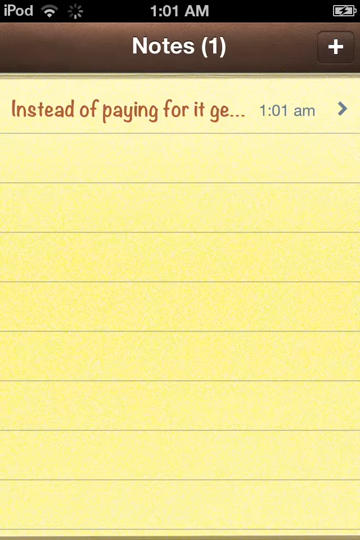 iPod 1:01 AM
Notes (1) +
Instead of paying for it ge... 1:01 am